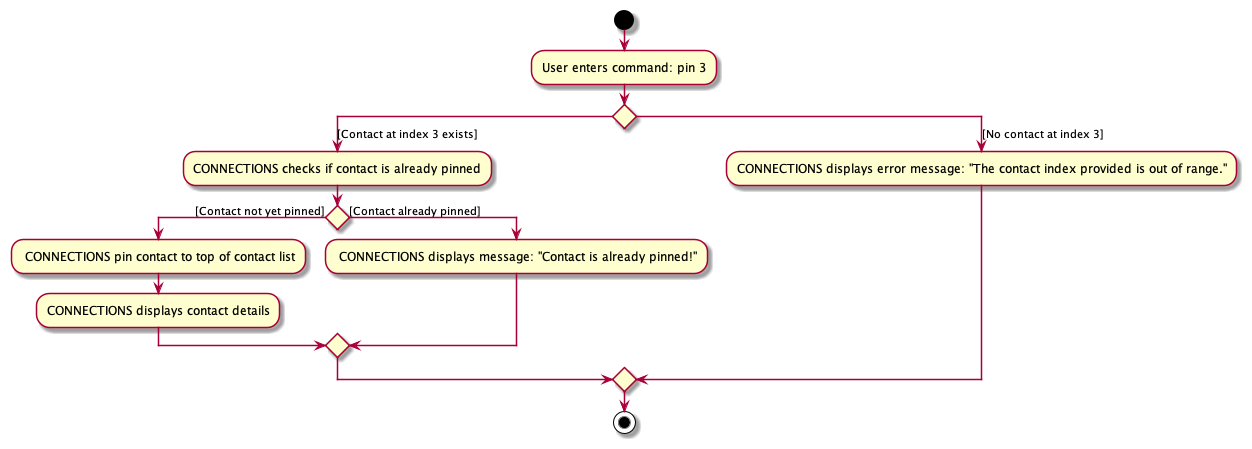 User enters command: pin 3
[Contact at index 3 exists]
[No contact at index 3]
CONNECTIONS checks if contact is already pinned
CONNECTIONS displays error message: "The contact index provided is out of range."
[Contact not yet pinned]
[Contact already pinned]
CONNECTIONS pin contact to top of contact list
CONNECTIONS displays message: "Contact is already pinned!"
CONNECTIONS displays contact details